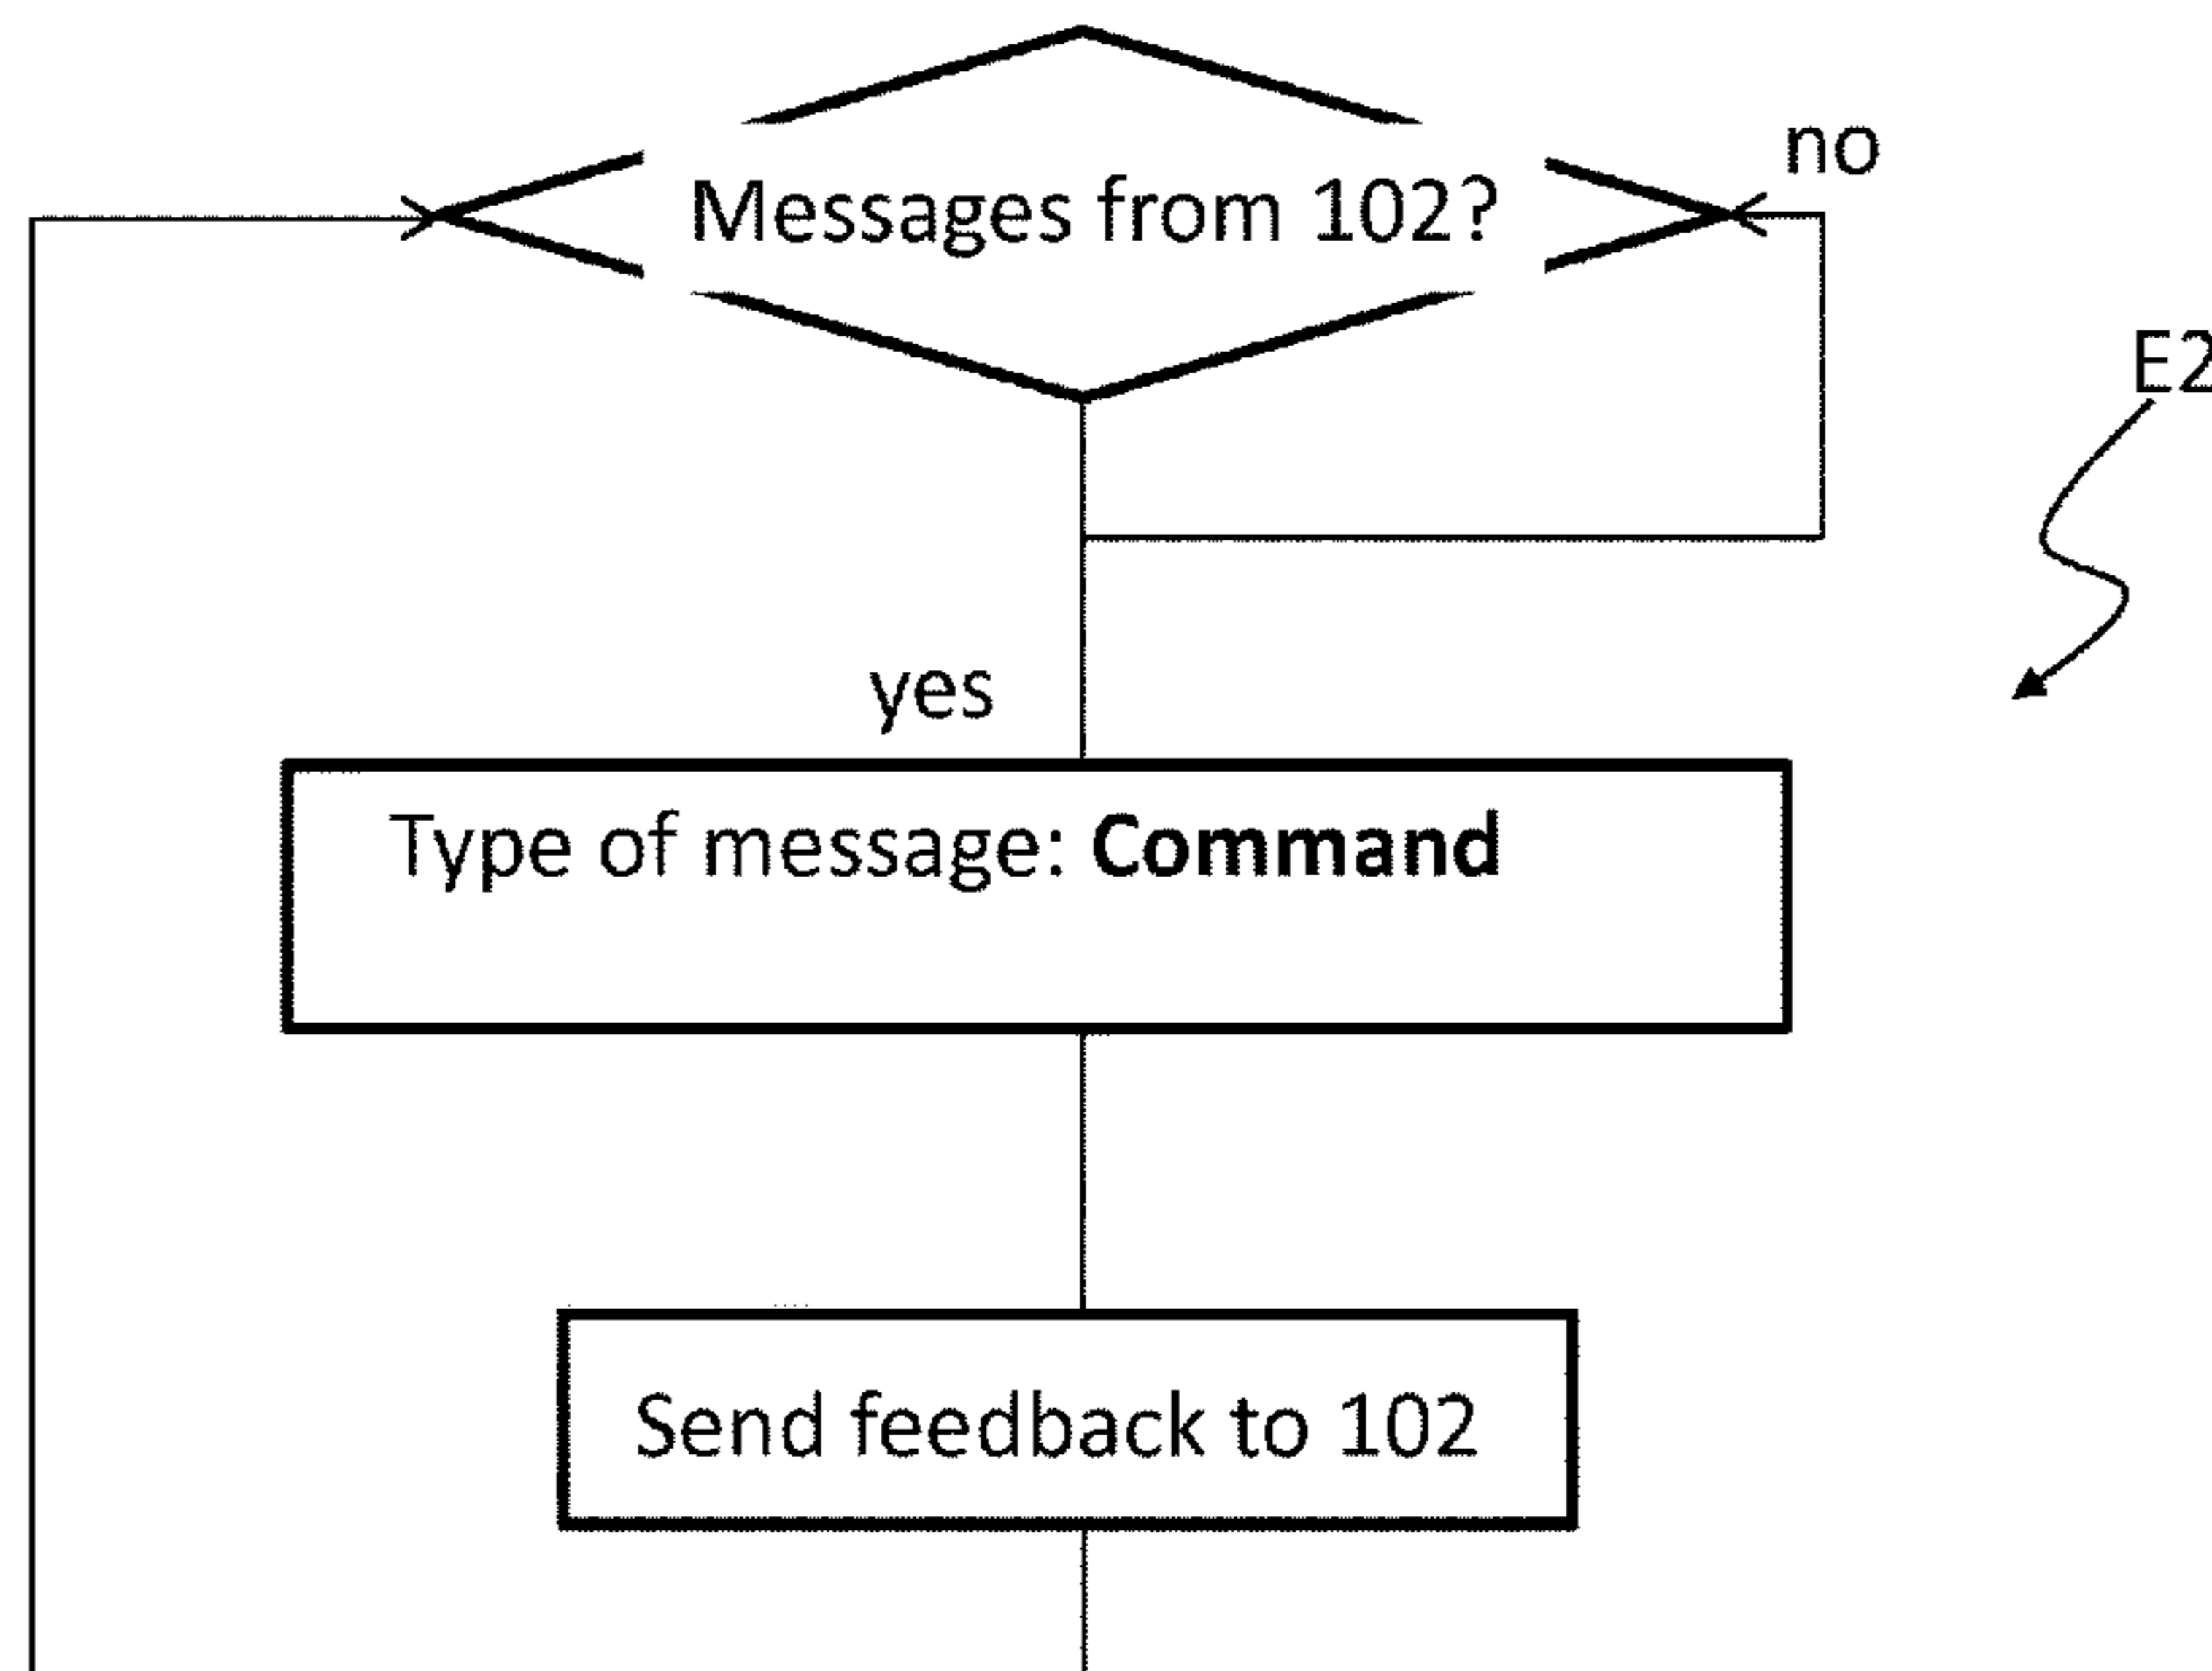 Messages from 102?
no
E2
yes
Type of message: Command
Send feedback to 102